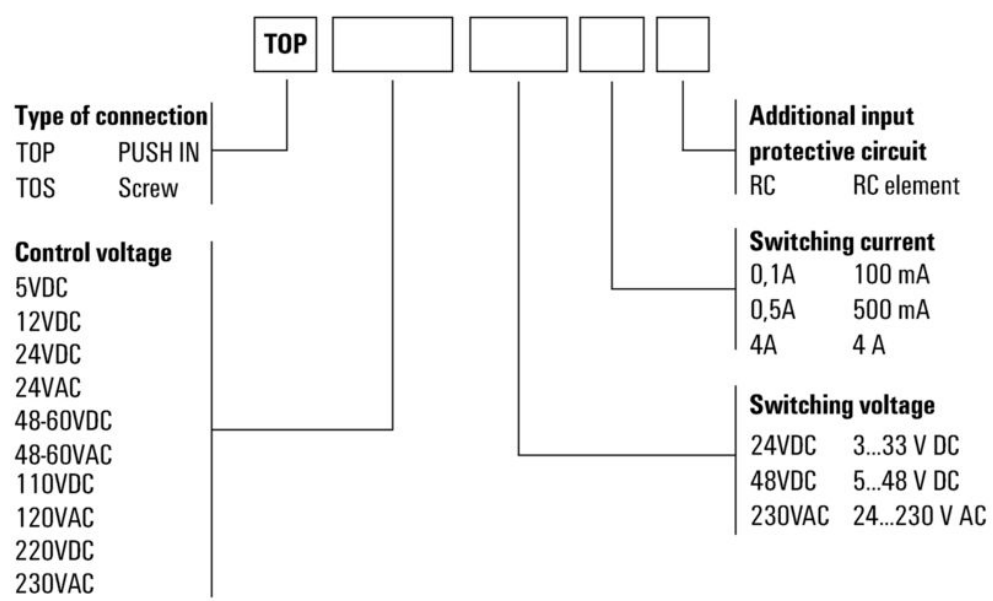 TOP
Type of connection
TOP PUSH IN
TOS Screw
Control voltage
5VDC
12VDC
24VDC
24VAC
48-60VDC
48-60VAC
110VDC
120VAC
220VDC
230VAC
Additional input
protective circuit
RC RC element
Switching current
0,1A 100 mA
0,5A 500 mA
4A 4 A
Switching voltage
24VDC 3...33 V DC
48VDC 5...48 V DC
230VAC 24...230 V AC